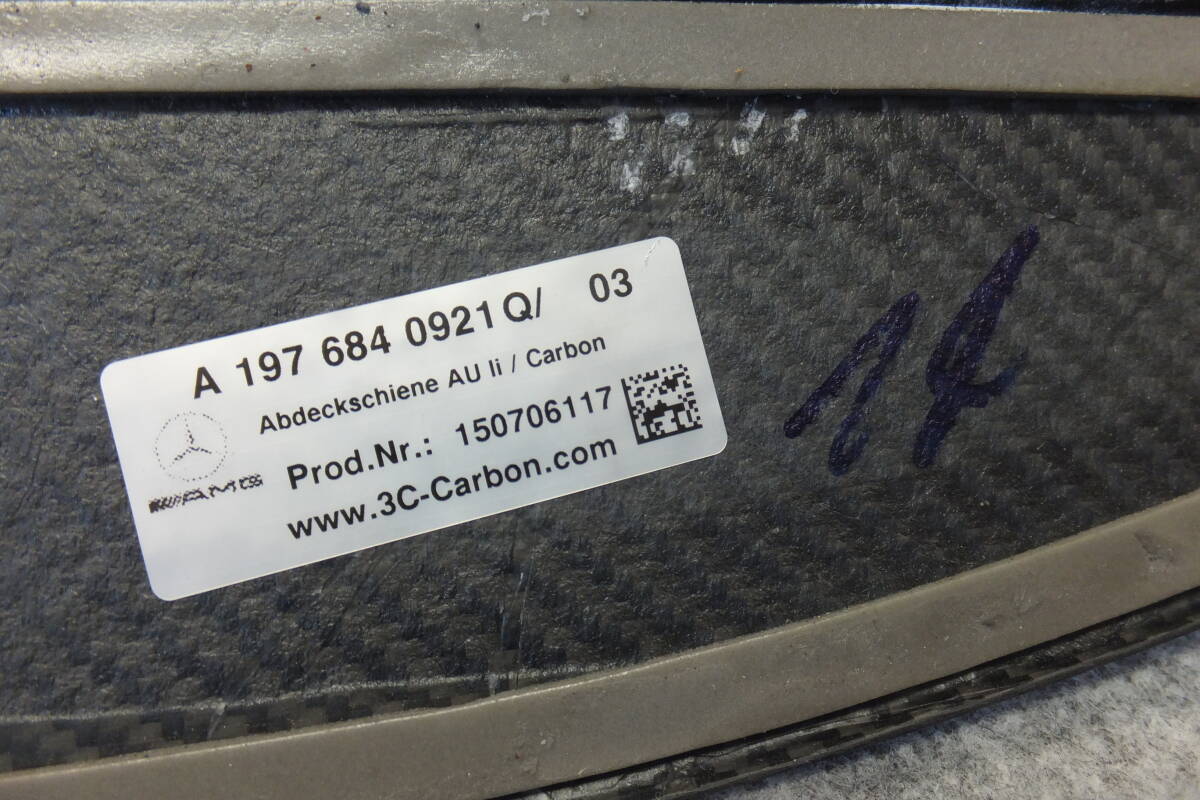 A 197 684 0921 Q/ 03
Abdeckschiene AU li / Carbon
Prod.Nr.: 150706117
www.3C-Carbon.com
AMG
14